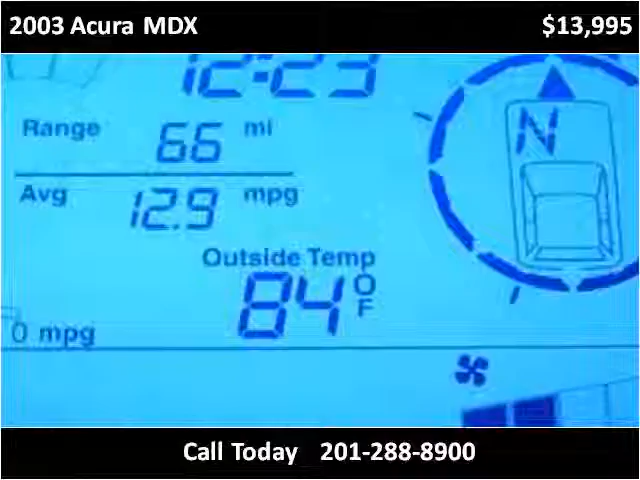 2003 Acura MDX $13,995
12:23
Range 66 mi
Avg 12.9 mpg
N
Outside Temp
84 OF
0 mpg
Call Today 201-288-8900